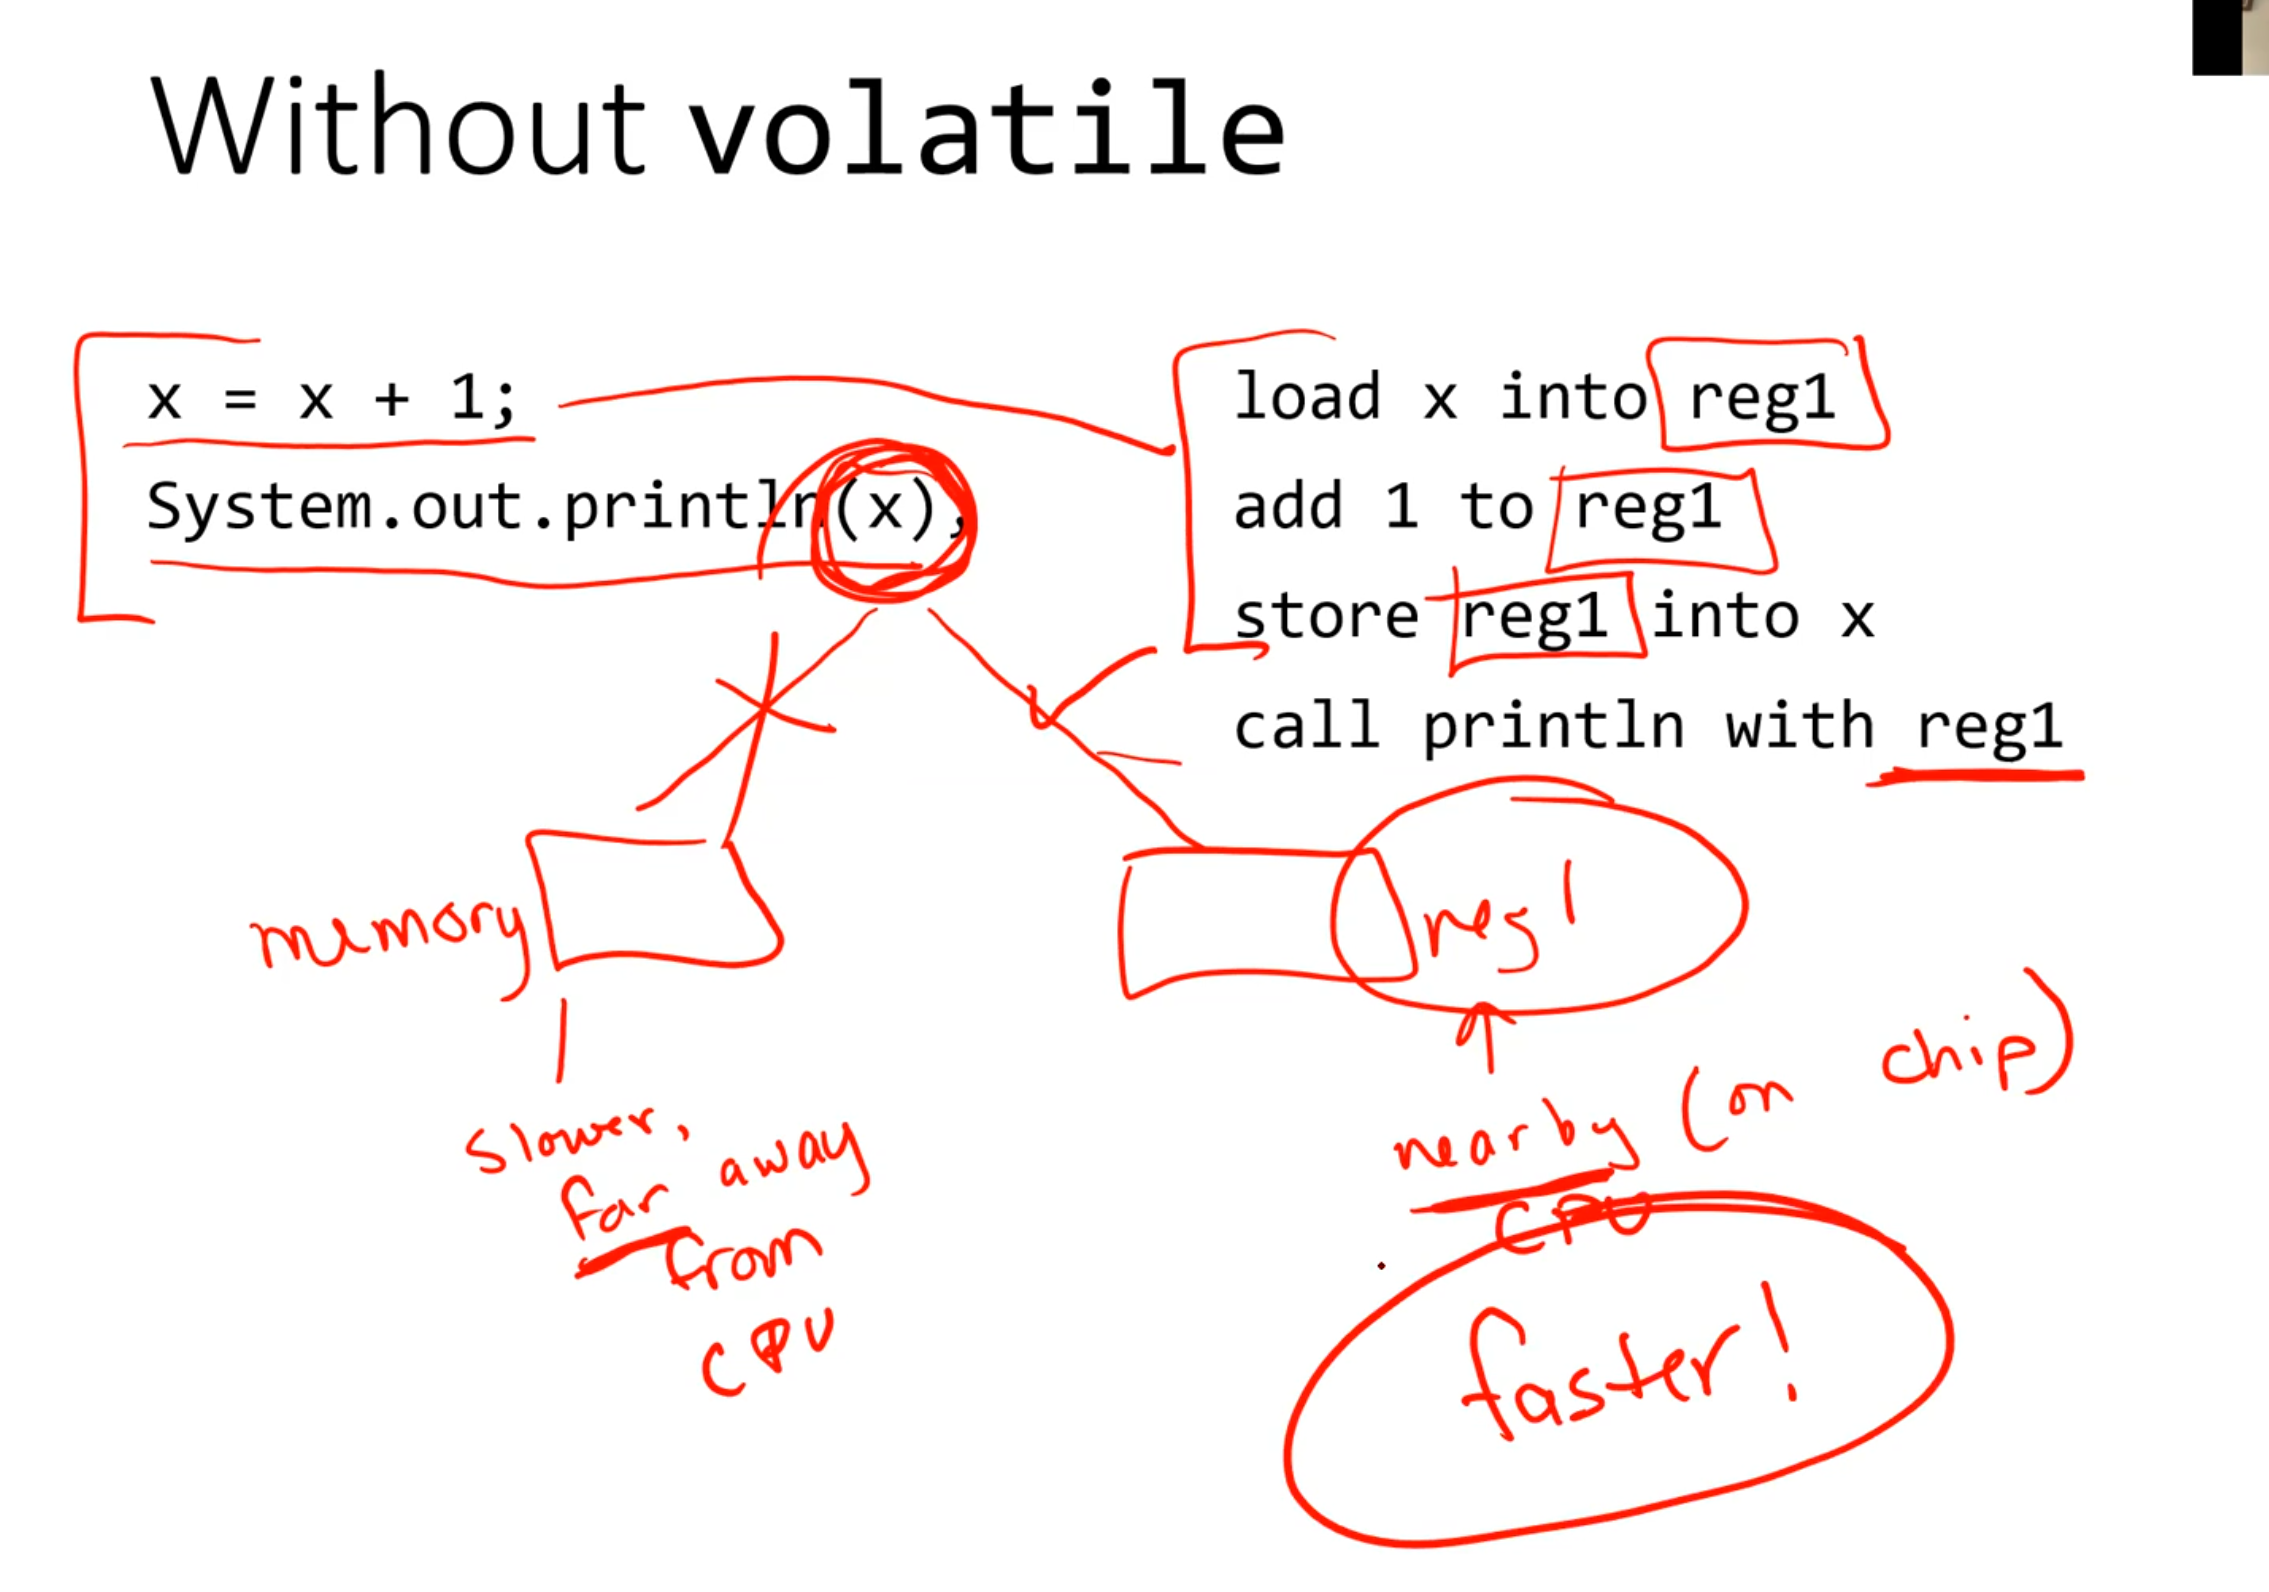 Without volatile
x = x + 1;
System.out.println(x);
load x into reg1
add 1 to reg1
store reg1 into x
call println with reg1
memory
slower,
far away
from
CPU
reg1
nearby (on chip)
CPU
faster!